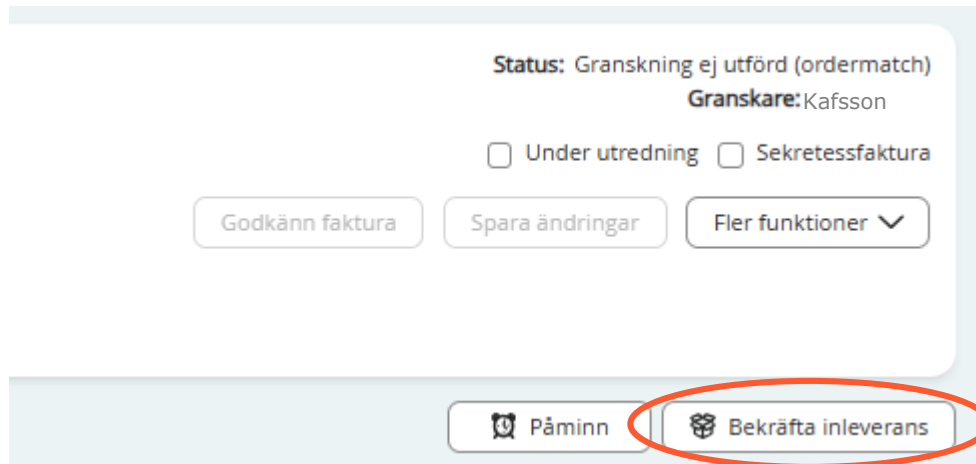 Status: Granskning ej utförd (ordermatch)
Granskare: Kafsson
Under utredning Sekretessfaktura
Godkänn faktura Spara ändringar Fler funktioner
Påminn Bekräfta inleverans